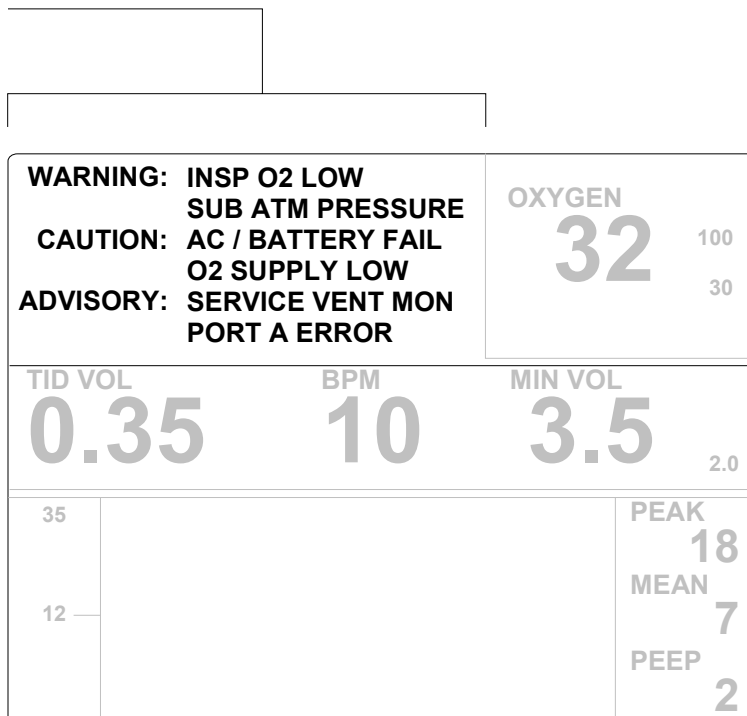 WARNING: INSP O2 LOW
SUB ATM PRESSURE
CAUTION: AC / BATTERY FAIL
O2 SUPPLY LOW
ADVISORY: SERVICE VENT MON
PORT A ERROR
OXYGEN
32
100
30
TID VOL
0.35
BPM
10
MIN VOL
3.5
2.0
35
12
PEAK
18
MEAN
7
PEEP
2